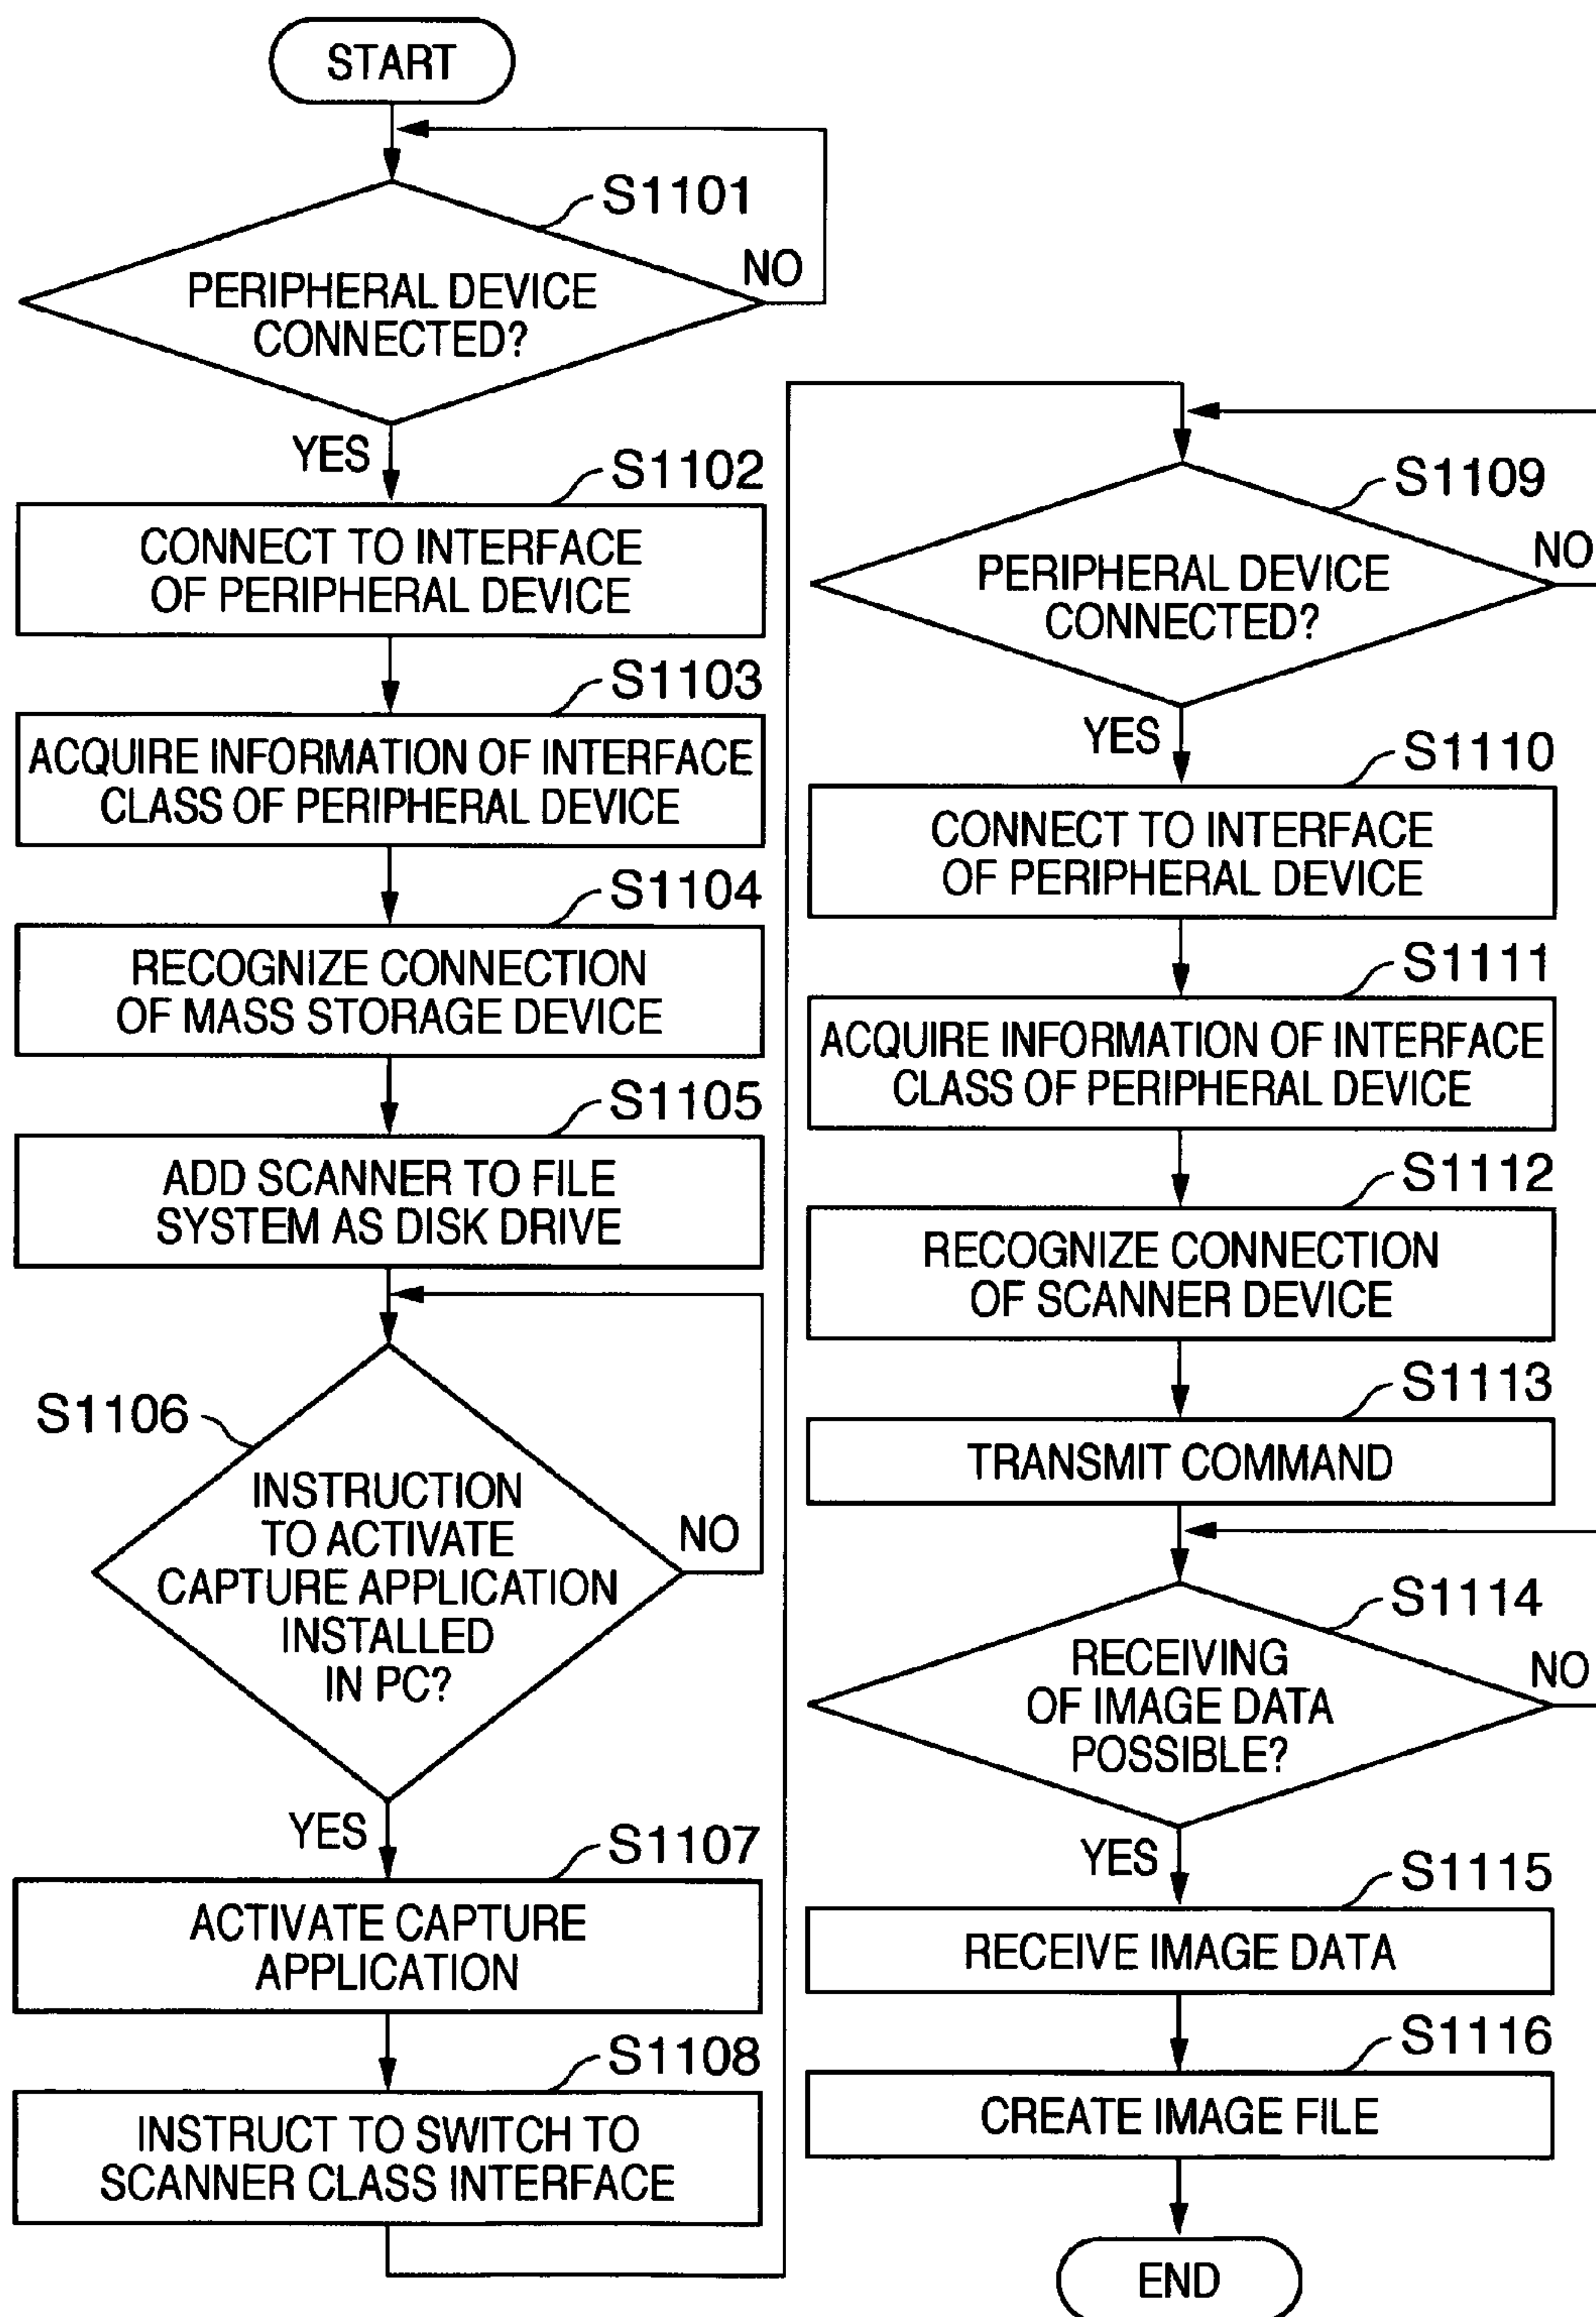 START
S1101
NO
PERIPHERAL DEVICE
CONNECTED?
YES
S1102
CONNECT TO INTERFACE
OF PERIPHERAL DEVICE
S1103
ACQUIRE INFORMATION OF INTERFACE
CLASS OF PERIPHERAL DEVICE
S1104
RECOGNIZE CONNECTION
OF MASS STORAGE DEVICE
S1105
ADD SCANNER TO FILE
SYSTEM AS DISK DRIVE
S1106
INSTRUCTION
TO ACTIVATE
CAPTURE APPLICATION
INSTALLED
IN PC?
NO
YES
S1107
ACTIVATE CAPTURE
APPLICATION
S1108
INSTRUCT TO SWITCH TO
SCANNER CLASS INTERFACE
S1109
NO
PERIPHERAL DEVICE
CONNECTED?
YES
S1110
CONNECT TO INTERFACE
OF PERIPHERAL DEVICE
S1111
ACQUIRE INFORMATION OF INTERFACE
CLASS OF PERIPHERAL DEVICE
S1112
RECOGNIZE CONNECTION
OF SCANNER DEVICE
S1113
TRANSMIT COMMAND
S1114
RECEIVING
OF IMAGE DATA
POSSIBLE?
NO
YES
S1115
RECEIVE IMAGE DATA
S1116
CREATE IMAGE FILE
END